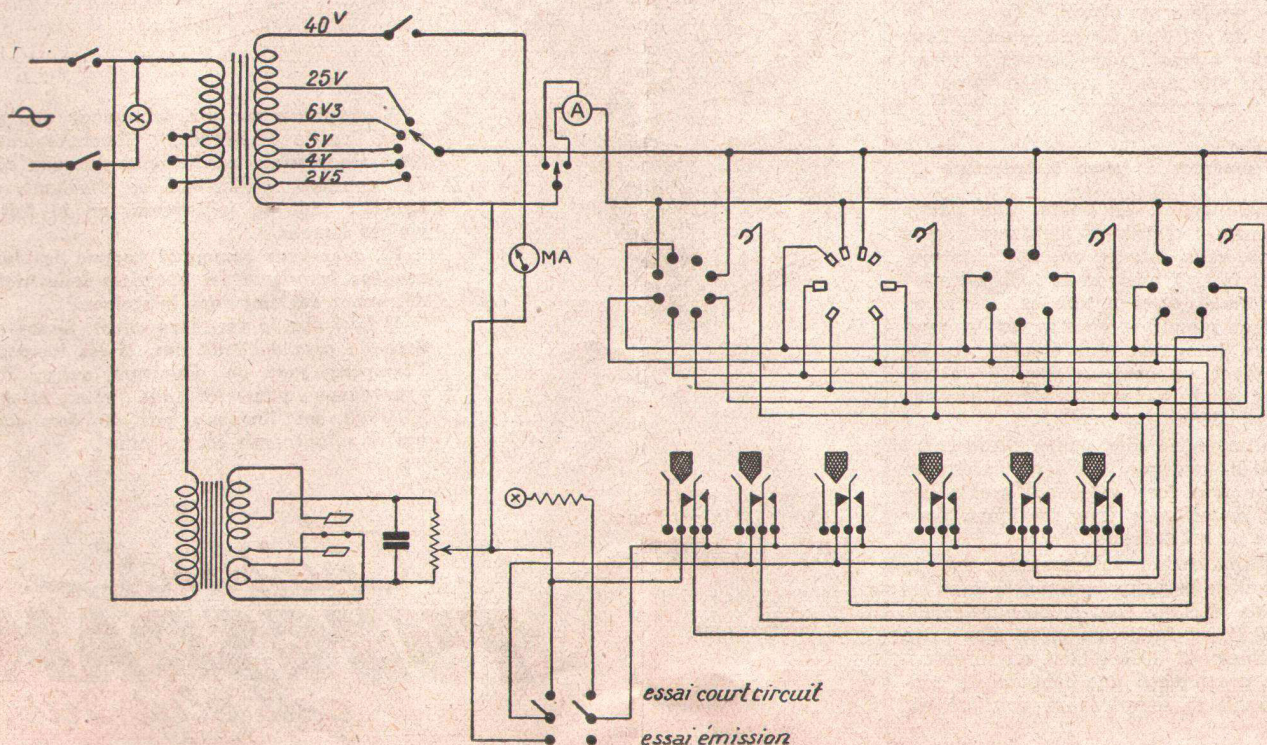 40V
25V
6V3
5V
4V
2V5
A
MA
essai court circuit
essai émission